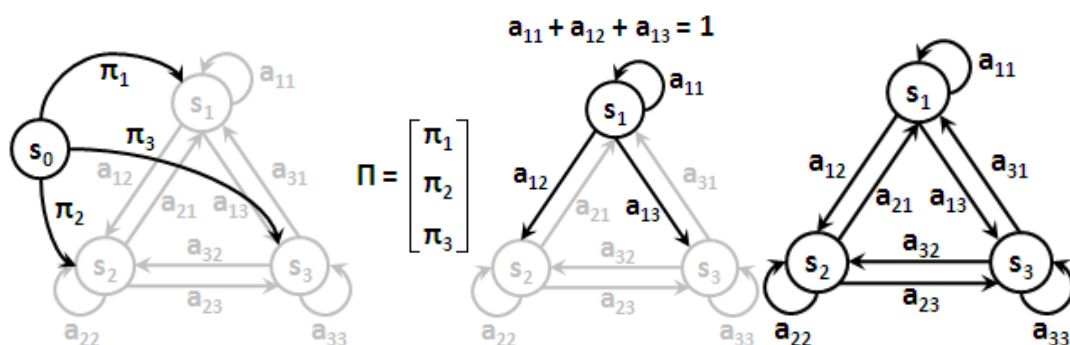 a₁₁ + a₁₂ + a₁₃ = 1
π₁
s₁
a₁₁
s₀
π₃
π₂
a₁₂
a₂₁
a₁₃
a₃₁
s₂
a₃₂
s₃
a₂₃
a₂₂
a₃₃
Π =
π₁
π₂
π₃
s₁
a₁₁
a₁₂
a₂₁
a₁₃
a₃₁
s₂
a₃₂
s₃
a₂₃
a₂₂
a₃₃
s₁
a₁₁
a₁₂
a₂₁
a₁₃
a₃₁
s₂
a₃₂
s₃
a₂₃
a₂₂
a₃₃